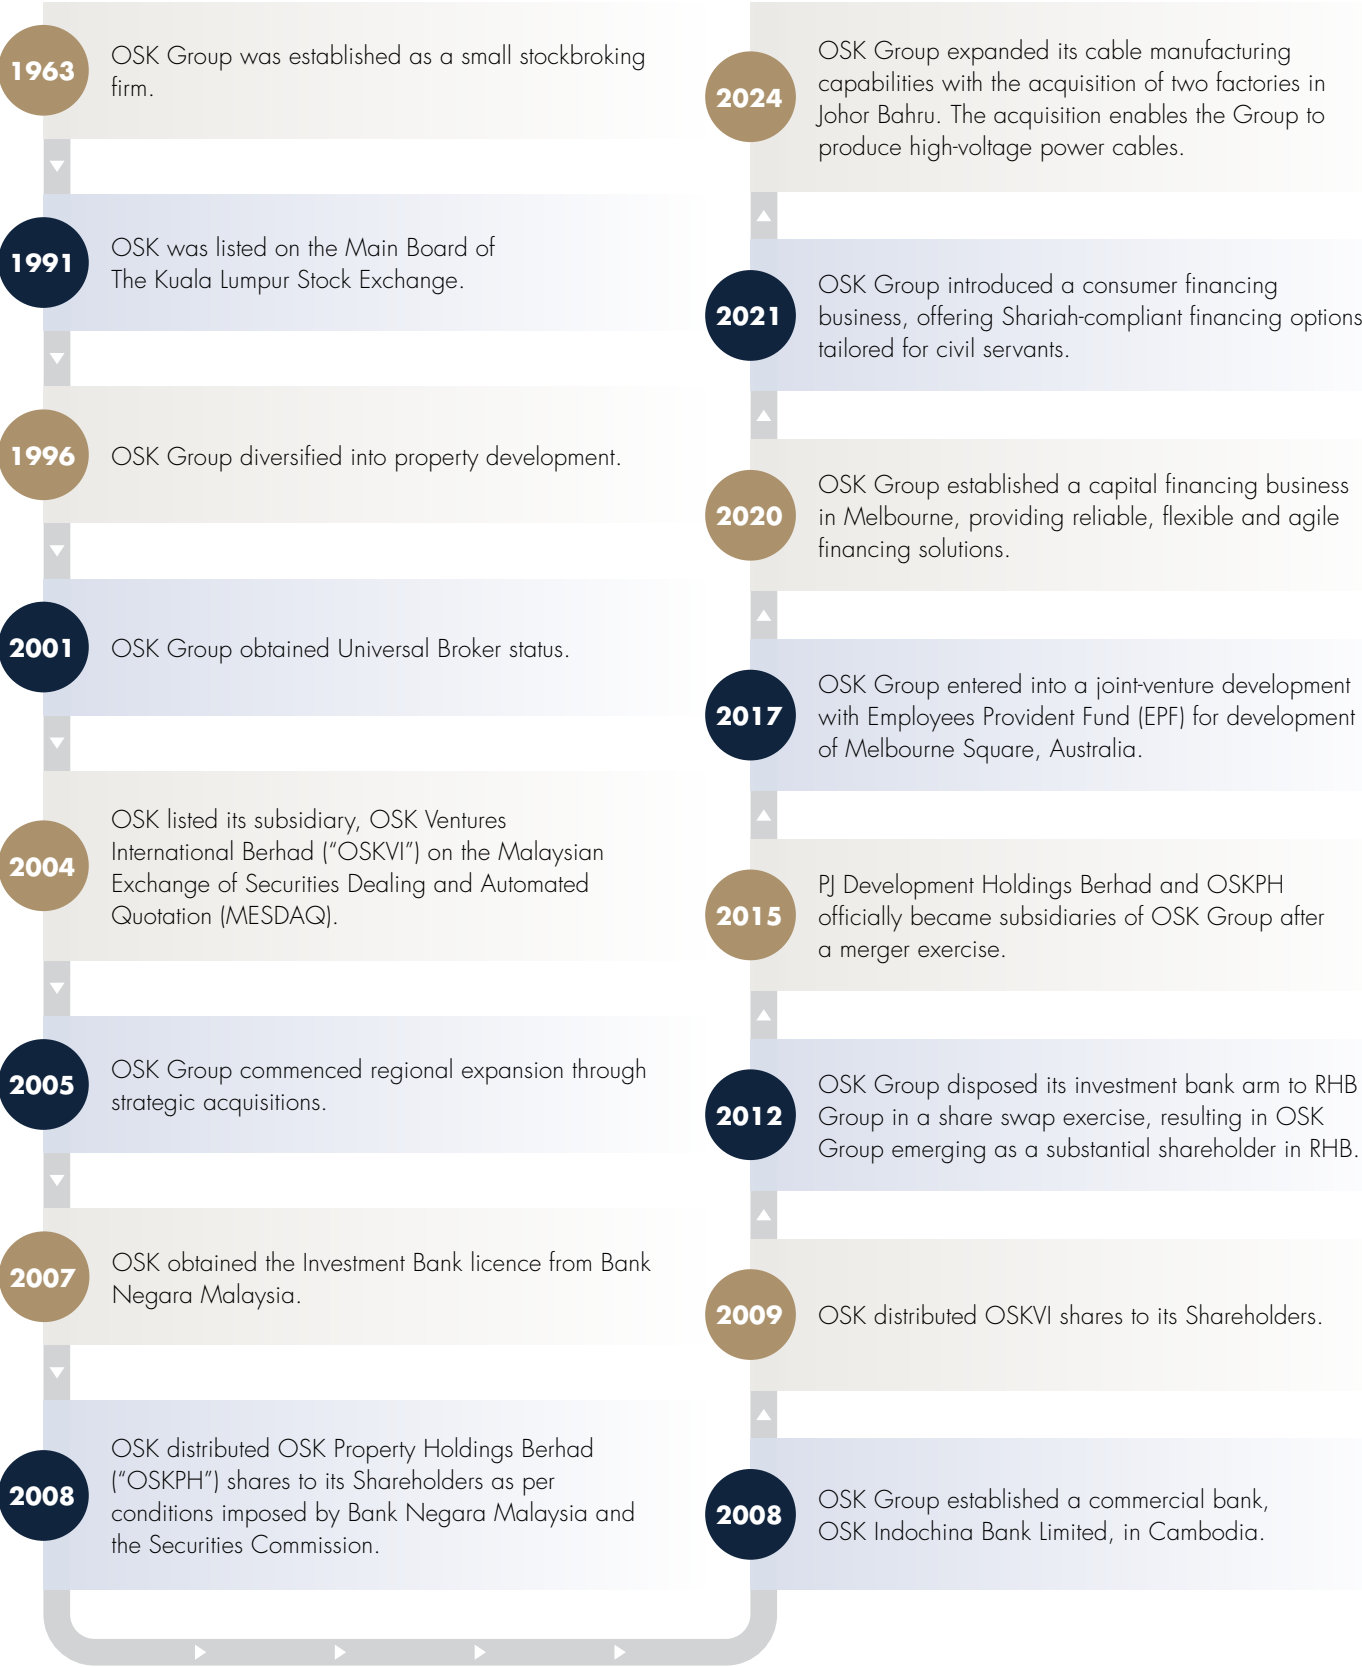 1963
OSK Group was established as a small stockbroking
firm.
1991
OSK was listed on the Main Board of
The Kuala Lumpur Stock Exchange.
1996
OSK Group diversified into property development.
2001
OSK Group obtained Universal Broker status.
2004
OSK listed its subsidiary, OSK Ventures
International Berhad (“OSKVI”) on the Malaysian
Exchange of Securities Dealing and Automated
Quotation (MESDAQ).
2005
OSK Group commenced regional expansion through
strategic acquisitions.
2007
OSK obtained the Investment Bank licence from Bank
Negara Malaysia.
2008
OSK distributed OSK Property Holdings Berhad
(“OSKPH”) shares to its Shareholders as per
conditions imposed by Bank Negara Malaysia and
the Securities Commission.
2008
OSK Group established a commercial bank,
OSK Indochina Bank Limited, in Cambodia.
2009
OSK distributed OSKVI shares to its Shareholders.
2012
OSK Group disposed its investment bank arm to RHB
Group in a share swap exercise, resulting in OSK
Group emerging as a substantial shareholder in RHB.
2015
PJ Development Holdings Berhad and OSKPH
officially became subsidiaries of OSK Group after
a merger exercise.
2017
OSK Group entered into a joint-venture development
with Employees Provident Fund (EPF) for development
of Melbourne Square, Australia.
2020
OSK Group established a capital financing business
in Melbourne, providing reliable, flexible and agile
financing solutions.
2021
OSK Group introduced a consumer financing
business, offering Shariah-compliant financing options
tailored for civil servants.
2024
OSK Group expanded its cable manufacturing
capabilities with the acquisition of two factories in
Johor Bahru. The acquisition enables the Group to
produce high-voltage power cables.